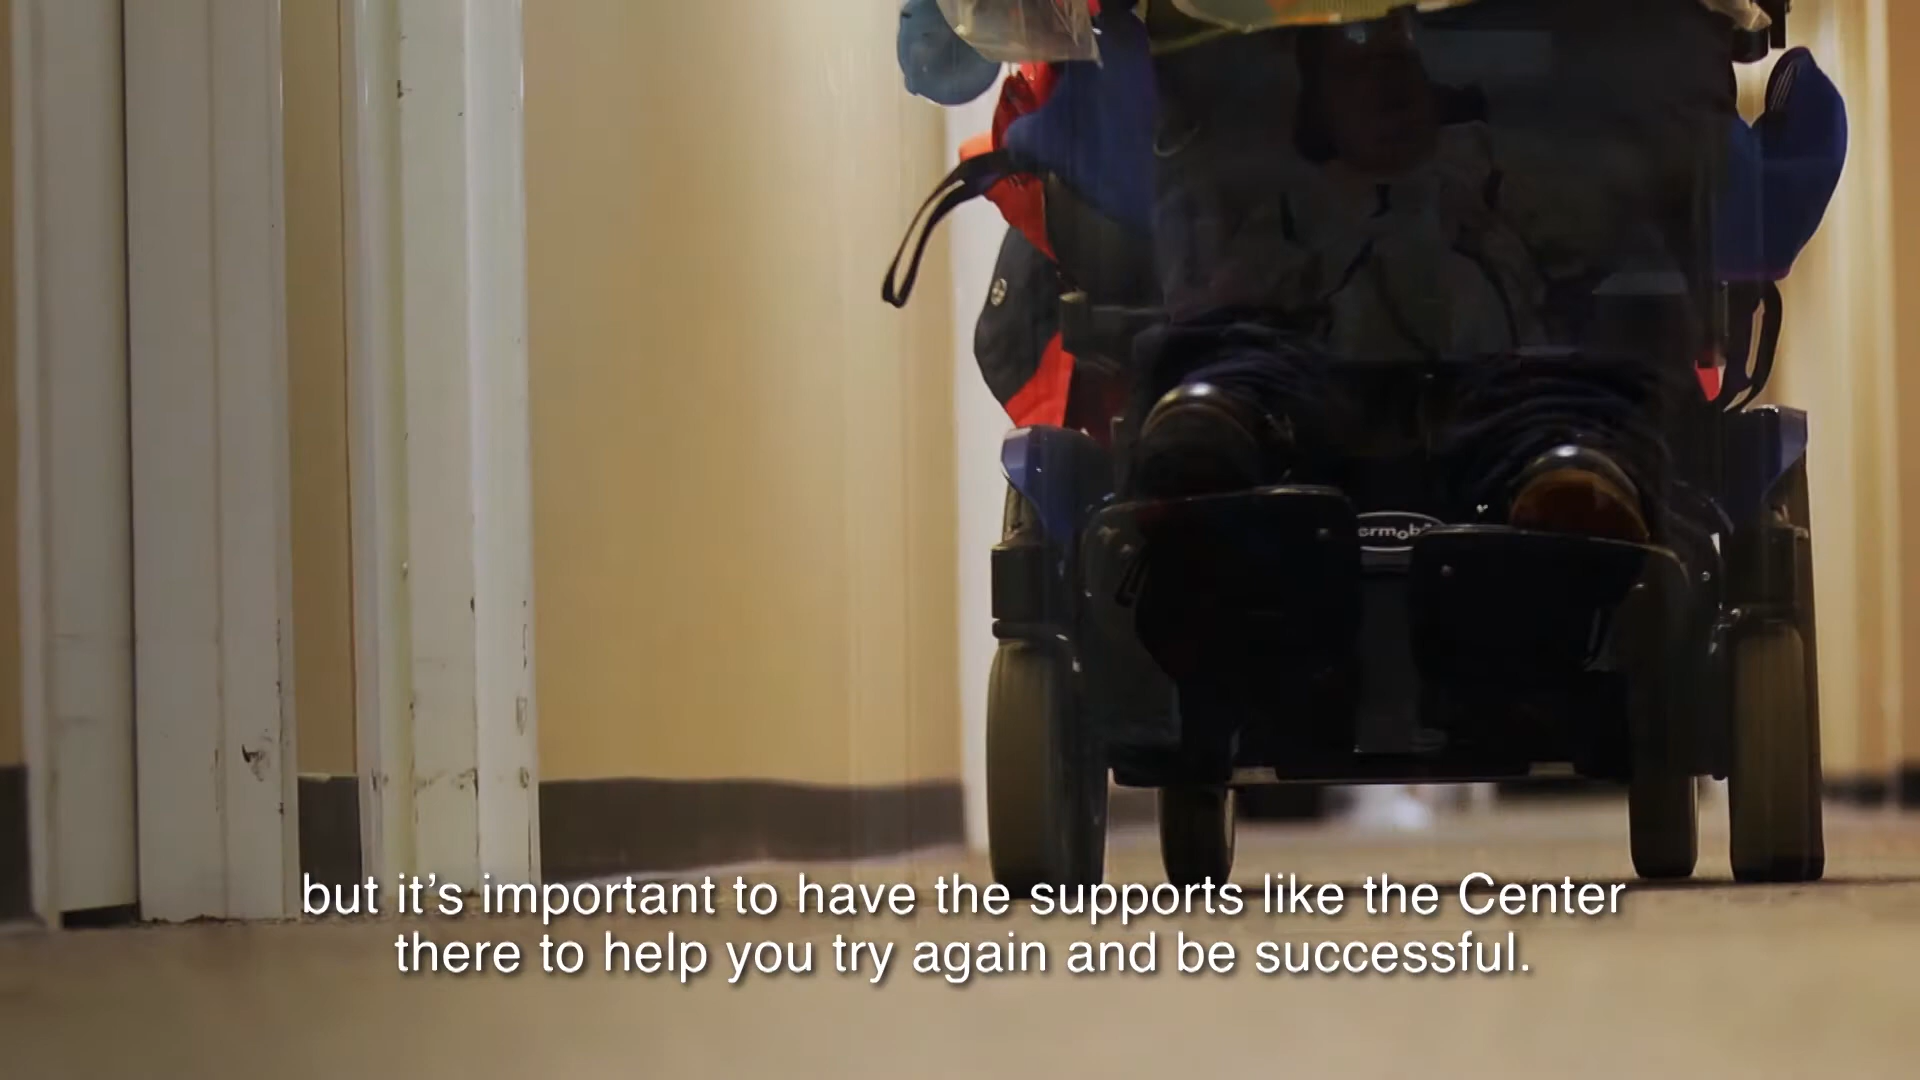 ermob
but it's important to have the supports like the Center
there to help you try again and be successful.